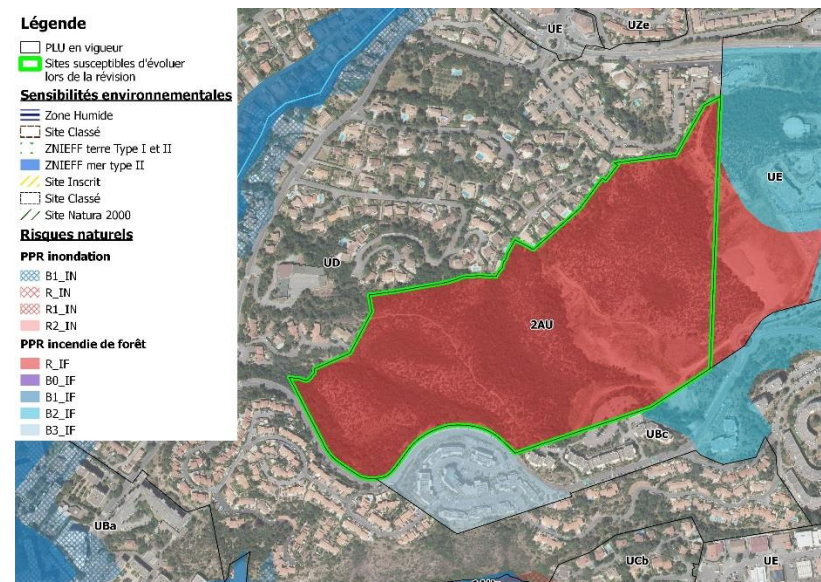 Légende
PLU en vigueur
Sites susceptibles d'évoluer
lors de la révision
Sensibilités environnementales
Zone Humide
Site Classé
ZNIEFF terre Type I et II
ZNIEFF mer type II
Site Inscrit
Site Classé
Site Natura 2000
Risques naturels
PPR inondation
B1_IN
R_IN
R1_IN
R2_IN
PPR incendie de forêt
R_IF
B0_IF
B1_IF
B2_IF
B3_IF
UE
UZe
UE
UD
2AU
UBc
UBa
UCb
UE